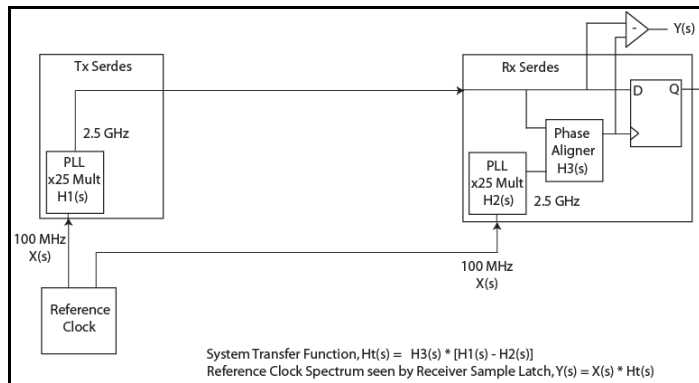 Y(s)
Tx Serdes
Rx Serdes
D Q
2.5 GHz
Phase
Aligner
H3(s)
PLL
x25 Mult
H1(s)
PLL
x25 Mult
H2(s)
2.5 GHz
100 MHz
X(s)
100 MHz
X(s)
Reference
Clock
System Transfer Function, Ht(s) = H3(s) * [H1(s) - H2(s)]
Reference Clock Spectrum seen by Receiver Sample Latch, Y(s) = X(s) * Ht(s)